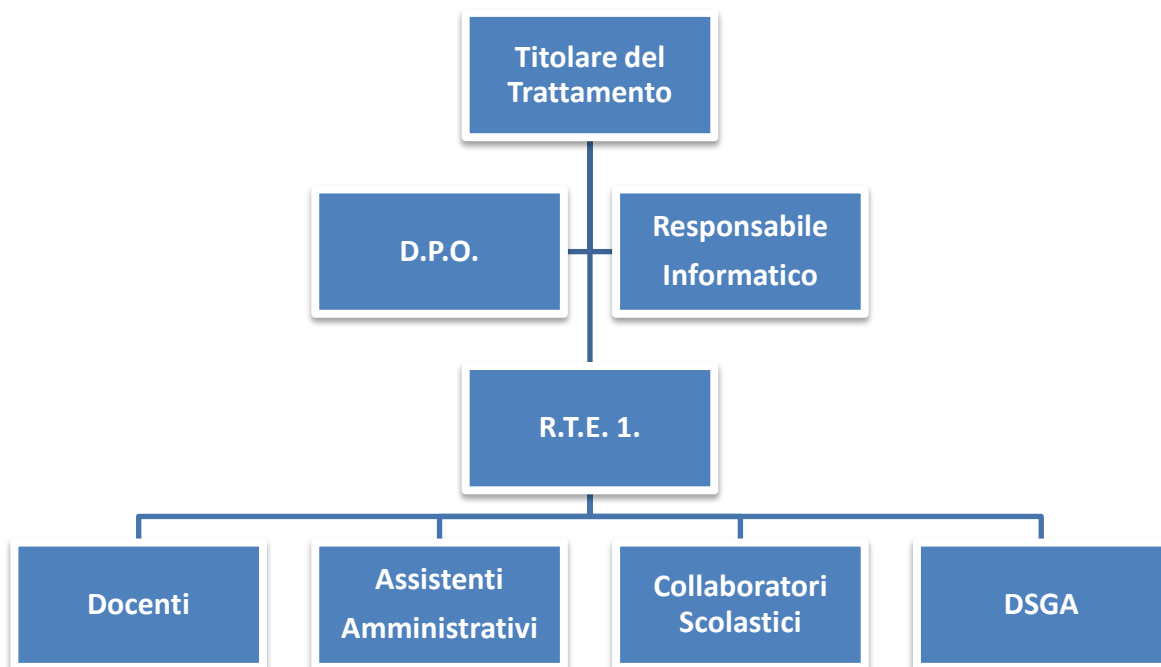 Titolare del
Trattamento
D.P.O.
Responsabile
Informatico
R.T.E. 1.
Docenti
Assistenti
Amministrativi
Collaboratori
Scolastici
DSGA